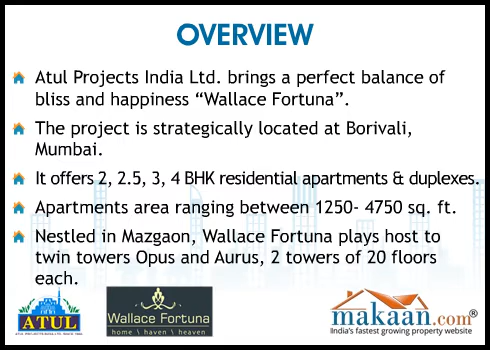 OVERVIEW
Atul Projects India Ltd. brings a perfect balance of
bliss and happiness “Wallace Fortuna”.
The project is strategically located at Borivali,
Mumbai.
It offers 2, 2.5, 3, 4 BHK residential apartments & duplexes.
Apartments area ranging between 1250- 4750 sq. ft.
Nestled in Mazgaon, Wallace Fortuna plays host to
twin towers Opus and Aurus, 2 towers of 20 floors
each.
ATUL
Wallace Fortuna
home \ haven \ heaven
makaan.com®
India's fastest growing property website